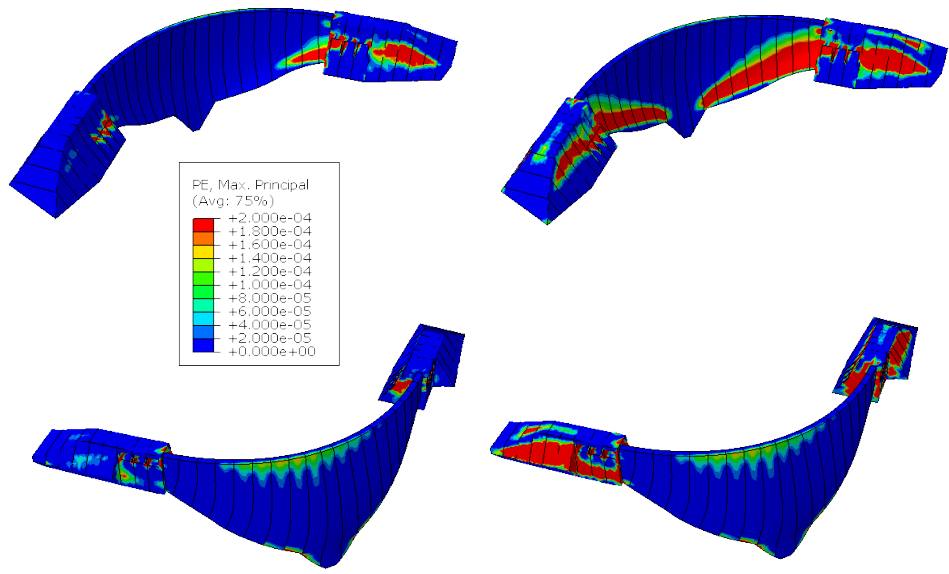 PE, Max. Principal
(Avg: 75%)
+2.000e-04
+1.800e-04
+1.600e-04
+1.400e-04
+1.200e-04
+1.000e-04
+8.000e-05
+6.000e-05
+4.000e-05
+2.000e-05
+0.000e+00